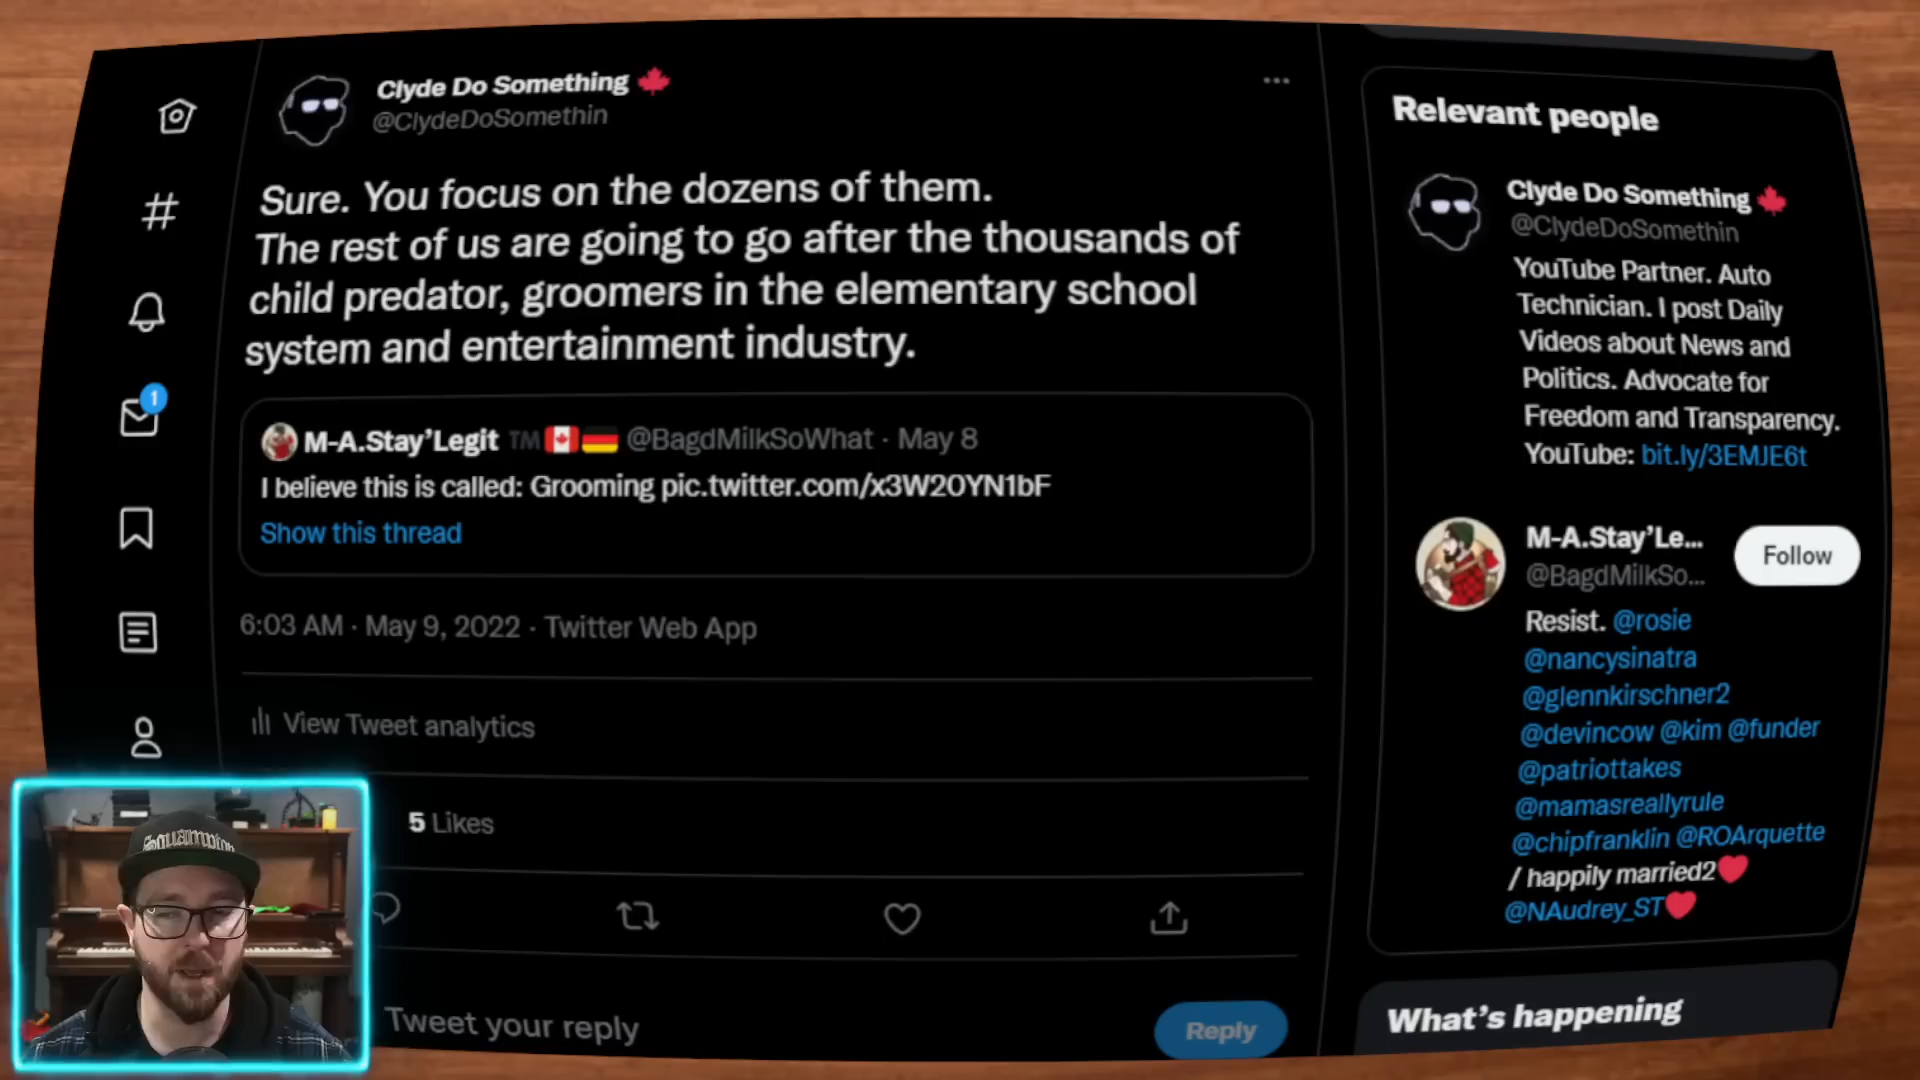 Clyde Do Something
@ClydeDoSomethin
Sure. You focus on the dozens of them.
The rest of us are going to go after the thousands of
child predator, groomers in the elementary school
system and entertainment industry.
M-A.Stay’Legit TM @BagdMilkSoWhat · May 8
I believe this is called: Grooming pic.twitter.com/x3W2OYN1bF
Show this thread
6:03 AM · May 9, 2022 · Twitter Web App
View Tweet analytics
5 Likes
Tweet your reply
Reply
1
Relevant people
Clyde Do Something
@ClydeDoSomethin
YouTube Partner. Auto
Technician. I post Daily
Videos about News and
Politics. Advocate for
Freedom and Transparency.
YouTube: bit.ly/3EMJE6t
M-A.Stay’Le...
@BagdMilkSo...
Follow
Resist. @rosie
@nancysinatra
@glennkirschner2
@devincow @kim @funder
@patriottakes
@mamasreallyrule
@chipfranklin @ROArquette
/ happily married2
@NAudrey_ST
What’s happening